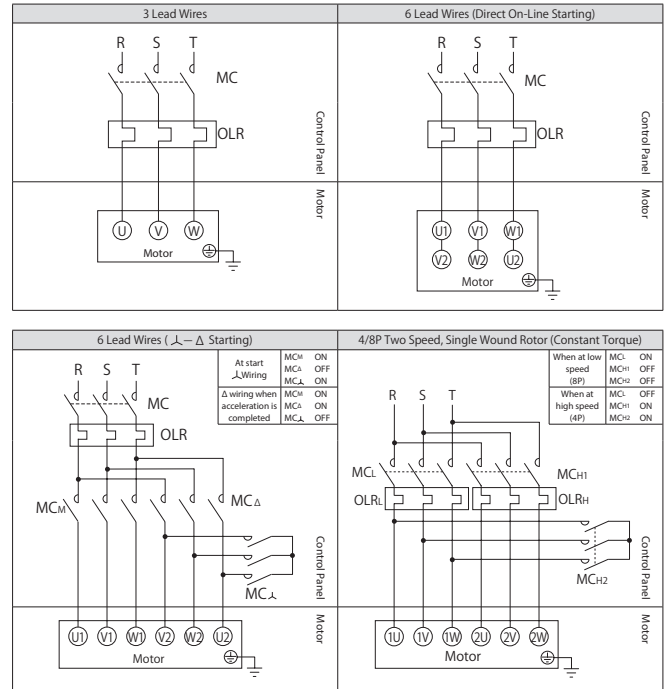 3 Lead Wires
R S T
MC
OLR
Control Panel
U V W
Motor
Motor
6 Lead Wires (Direct On-Line Starting)
R S T
MC
OLR
Control Panel
U1 V1 W1
V2 W2 U2
Motor
Motor
6 Lead Wires (⅄— Δ Starting)
At start ⅄Wiring
MCM ON
MCΔ OFF
MC⅄ ON
Δ wiring when acceleration is completed
MCM ON
MCΔ ON
MC⅄ OFF
R S T
MC
OLR
MCM
MCΔ
MC⅄
Control Panel
U1 V1 W1 V2 W2 U2
Motor
Motor
4/8P Two Speed, Single Wound Rotor (Constant Torque)
When at low
speed
(8P)
MCL ON
MCH1 OFF
MCH2 OFF
When at
high speed
(4P)
MCL OFF
MCH1 ON
MCH2 ON
R S T
MCL
MCH1
OLRL
OLRH
MCH2
Control Panel
1U 1V 1W 2U 2V 2W
Motor
Motor